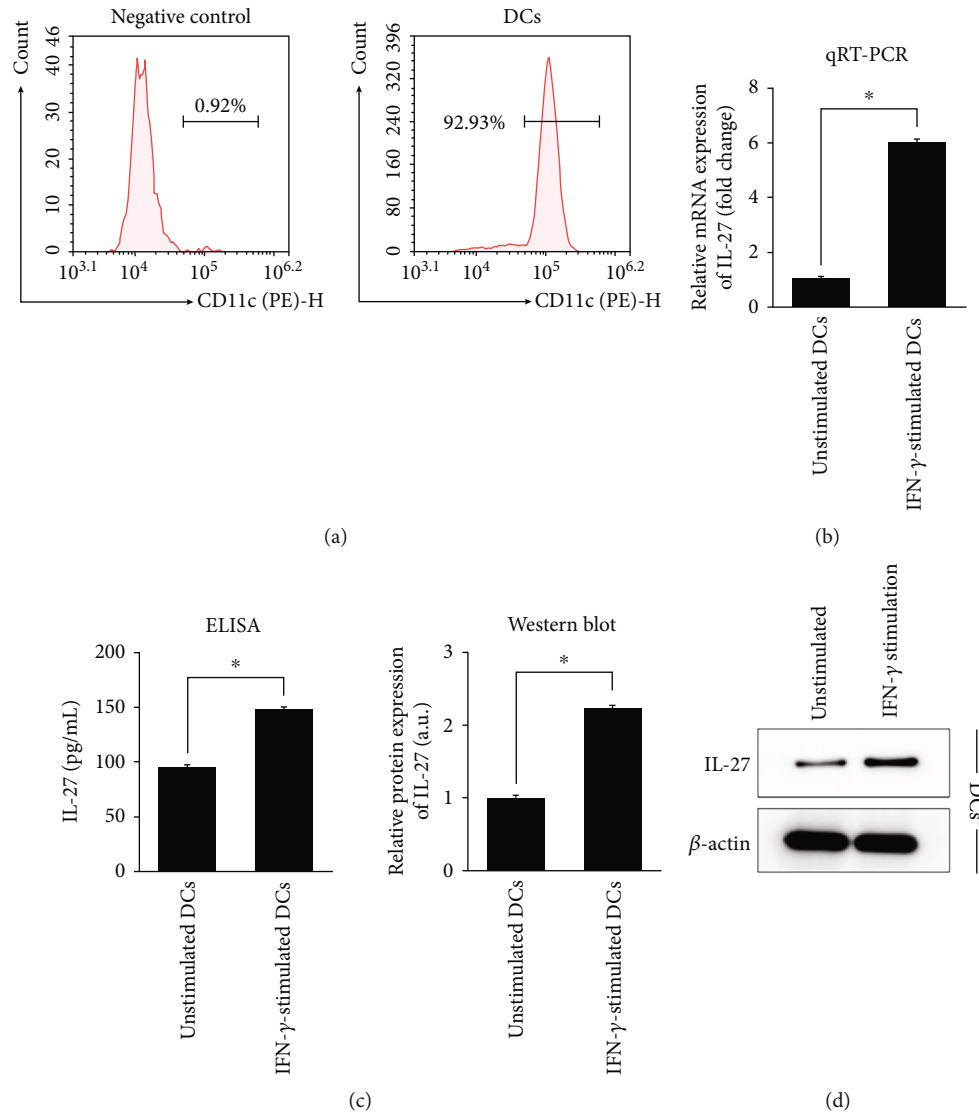 Negative control
Count
46
40
30
20
10
0
0.92%
10^3.1 10^4 10^5 10^6.2
CD11c (PE)-H
DCs
Count
396
320
240
160
80
0
92.93%
10^3.1 10^4 10^5 10^6.2
CD11c (PE)-H
(a)
qRT-PCR
Relative mRNA expression
of IL-27 (fold change)
8
6
4
2
0
*
Unstimulated DCs
IFN-γ-stimulated DCs
(b)
ELISA
IL-27 (pg/mL)
200
150
100
50
0
*
Unstimulated DCs
IFN-γ-stimulated DCs
Western blot
Relative protein expression
of IL-27 (a.u.)
3
2
1
0
*
Unstimulated DCs
IFN-γ-stimulated DCs
(c)
Unstimulated
IFN-γ stimulation
IL-27
β-actin
DCs
(d)